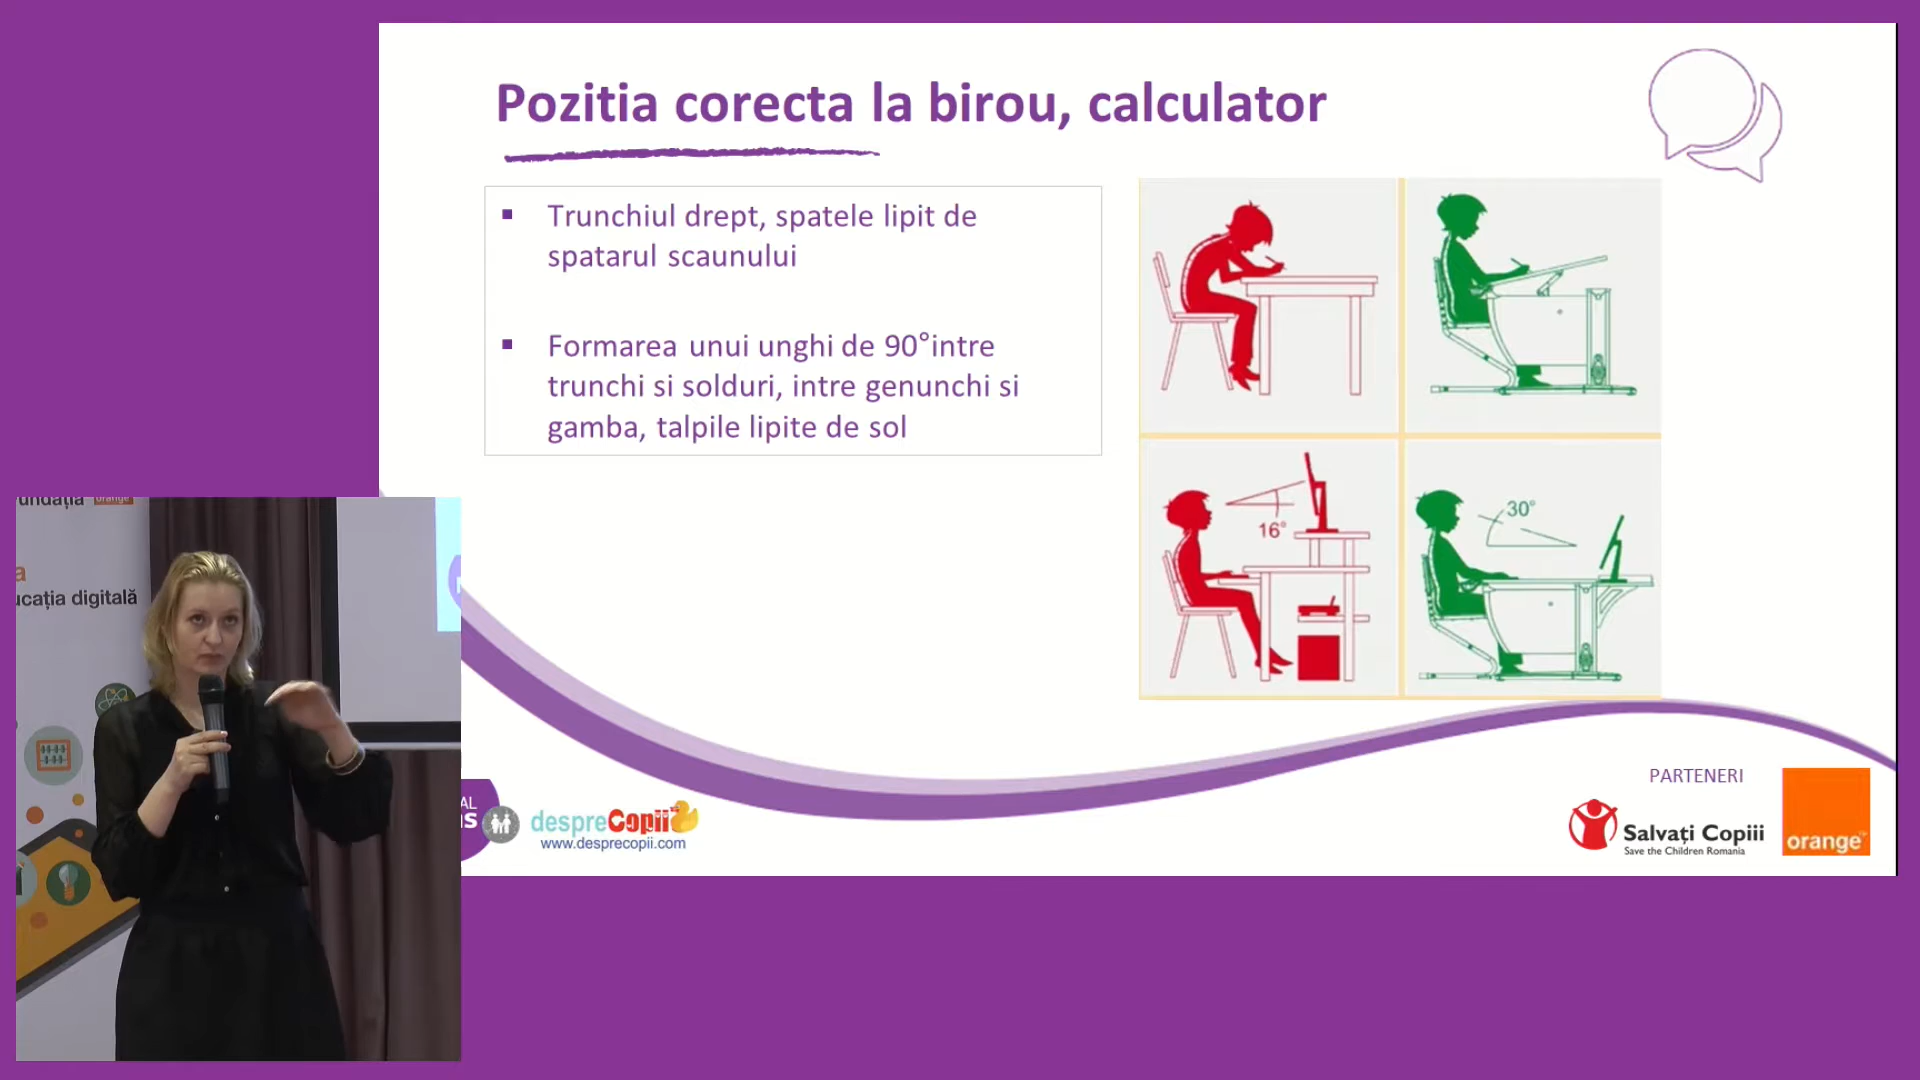 Pozitia corecta la birou, calculator
▪ Trunchiul drept, spatele lipit de
spatarul scaunului
▪ Formarea unui unghi de 90°intre
trunchi si solduri, intre genunchi si
gamba, talpile lipite de sol
16°
30°
orange
educația digitală
despreCopii
www.desprecopii.com
PARTENERI
Salvați Copiii
Save the Children Romania
orange